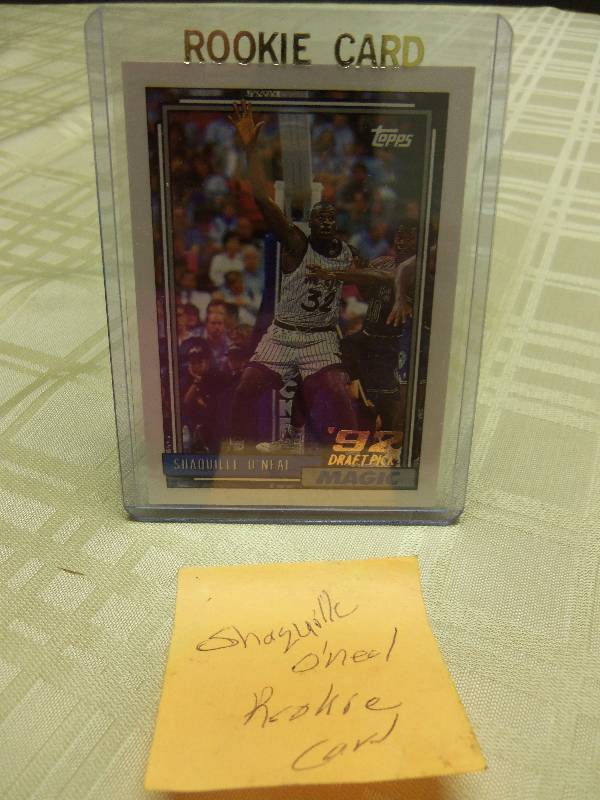 ROOKIE CARD
Topps
32
SHAQUILLE O'NEAL
'92
DRAFT PICK
MAGIC
Shaquille
O'neal
Rookie
Card